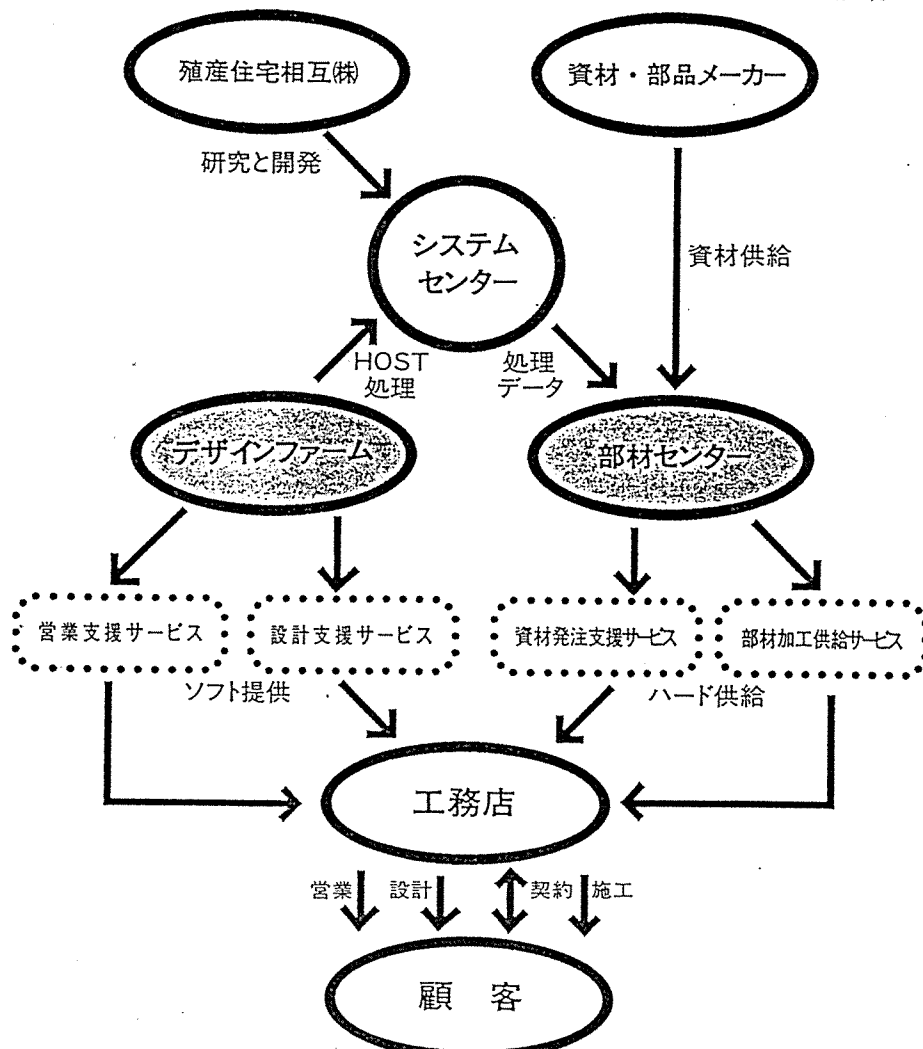 殖産住宅相互㈱
資材・部品メーカー
研究と開発
システム
センター
資材供給
HOST
処理
処理
データ
デザインファーム
部材センター
営業支援サービス
設計支援サービス
資材発注支援サービス
部材加工供給サービス
ソフト提供
ハード供給
工務店
営業
設計
契約
施工
顧 客